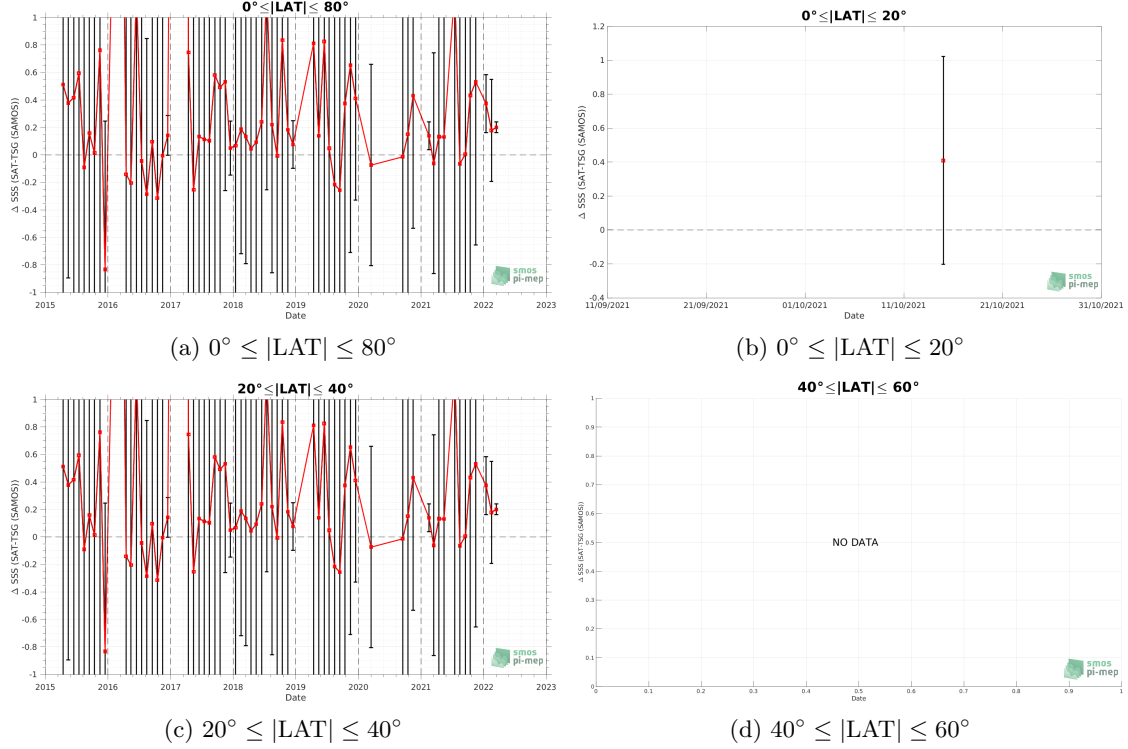 0°≤|LAT|≤ 80°
1
0.8
0.6
0.4
0.2
0
-0.2
-0.4
-0.6
-0.8
-1
Δ SSS (SAT-TSG (SAMOS))
2015 2016 2017 2018 2019 2020 2021 2022 2023
Date
smos
pi-mep
(a) 0° ≤ |LAT| ≤ 80°
0°≤|LAT|≤ 20°
1.2
1
0.8
0.6
0.4
0.2
0
-0.2
-0.4
Δ SSS (SAT-TSG (SAMOS))
11/09/2021 21/09/2021 01/10/2021 11/10/2021 21/10/2021 31/10/2021
Date
smos
pi-mep
(b) 0° ≤ |LAT| ≤ 20°
20°≤|LAT|≤ 40°
1
0.8
0.6
0.4
0.2
0
-0.2
-0.4
-0.6
-0.8
-1
Δ SSS (SAT-TSG (SAMOS))
2015 2016 2017 2018 2019 2020 2021 2022 2023
Date
smos
pi-mep
(c) 20° ≤ |LAT| ≤ 40°
40°≤|LAT|≤ 60°
1
0.9
0.8
0.7
0.6
0.5
0.4
0.3
0.2
0.1
0
Δ SSS (SAT-TSG (SAMOS))
NO DATA
0 0.1 0.2 0.3 0.4 0.5 0.6 0.7 0.8 0.9 1
Date
smos
pi-mep
(d) 40° ≤ |LAT| ≤ 60°